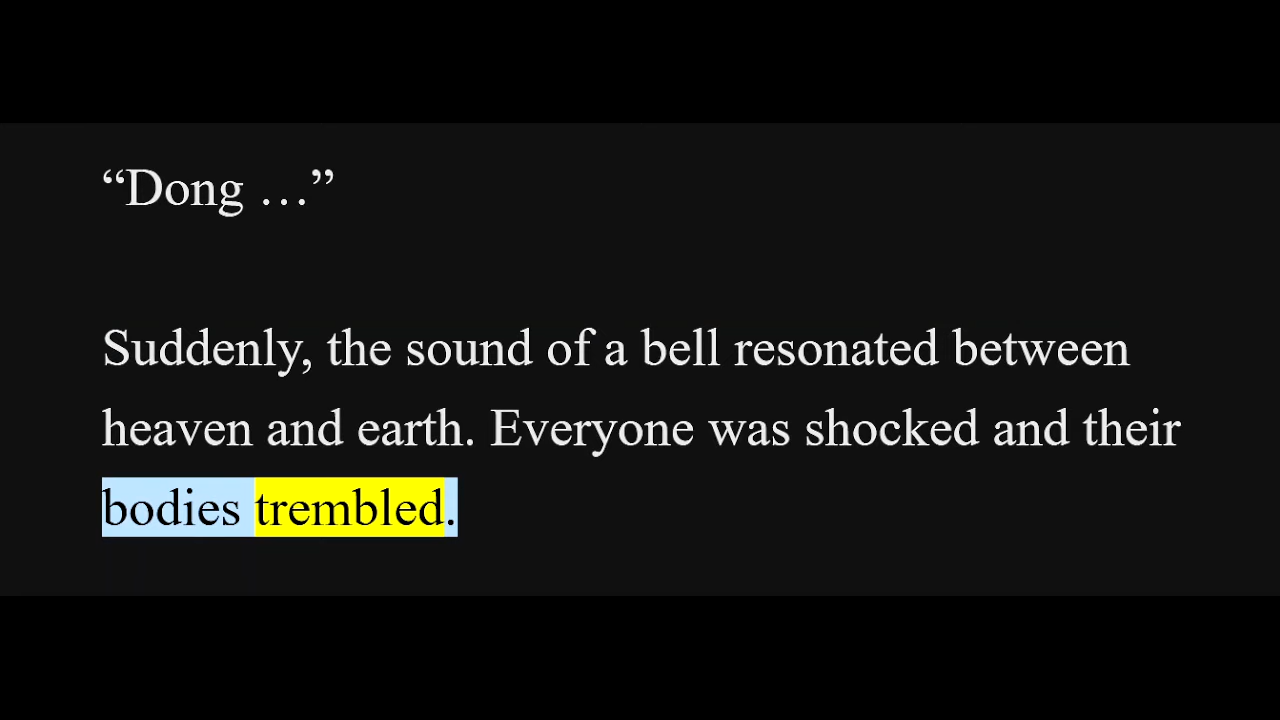 “Dong …”
Suddenly, the sound of a bell resonated between
heaven and earth. Everyone was shocked and their
bodies trembled.